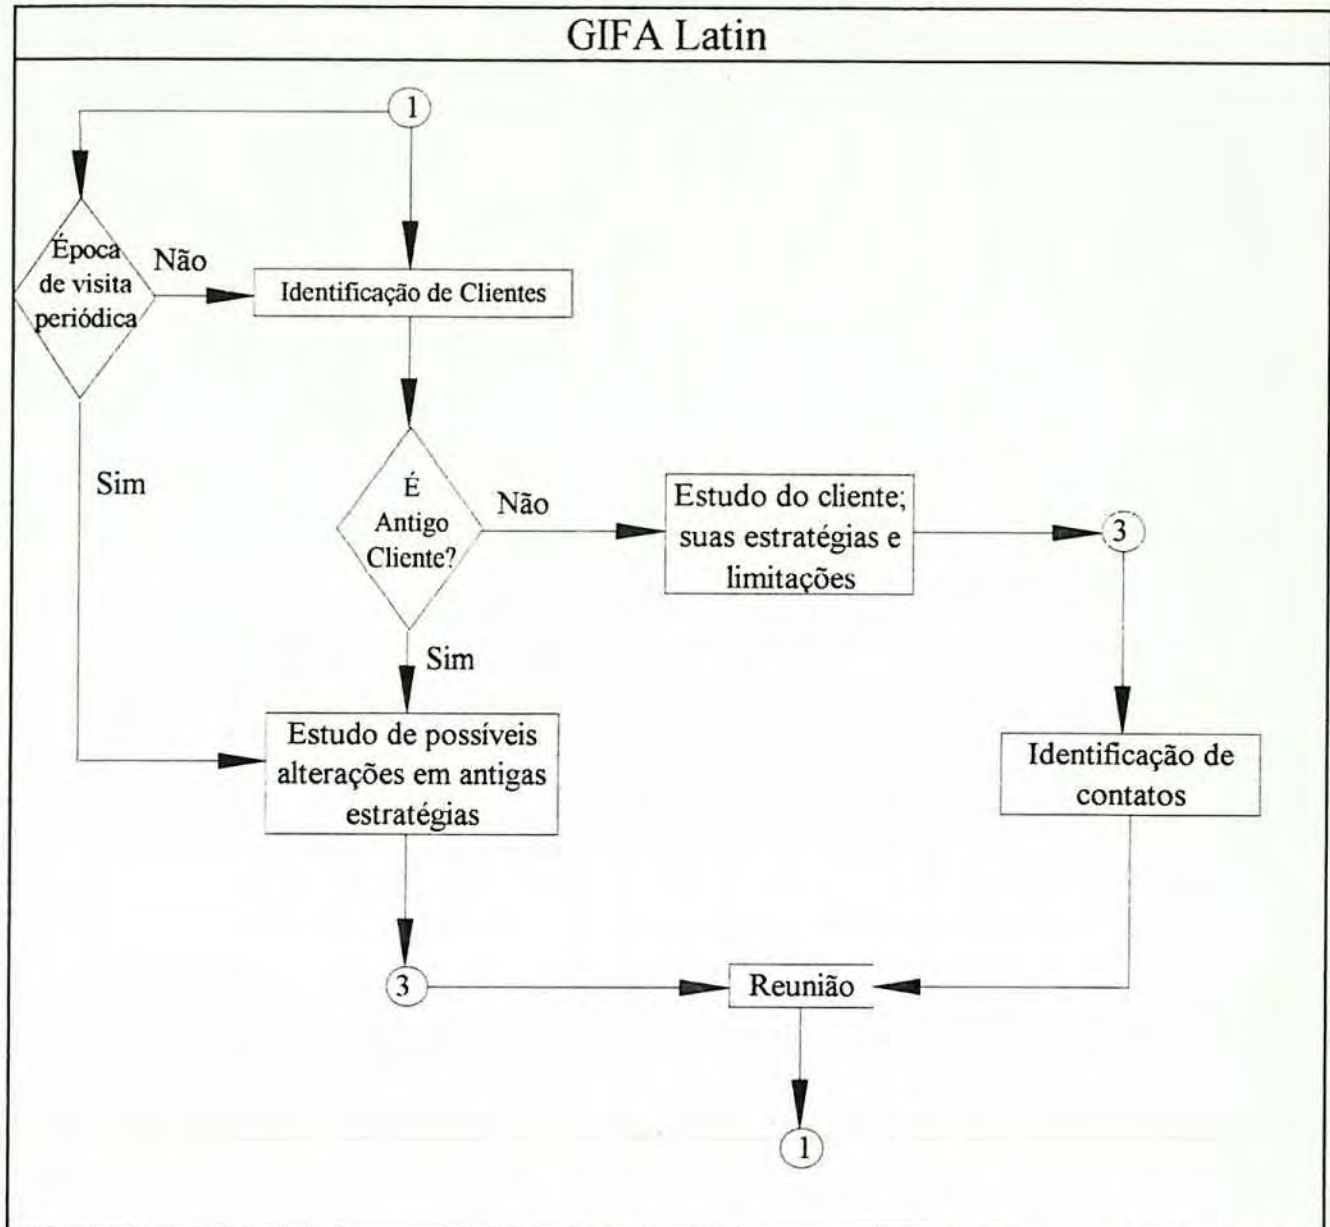 GIFA Latin
1
Época
de visita
periódica
Não
Identificação de Clientes
Sim
É
Antigo
Cliente?
Não
Estudo do cliente;
suas estratégias e
limitações
3
Sim
Estudo de possíveis
alterações em antigas
estratégias
Identificação de
contatos
3
Reunião
1